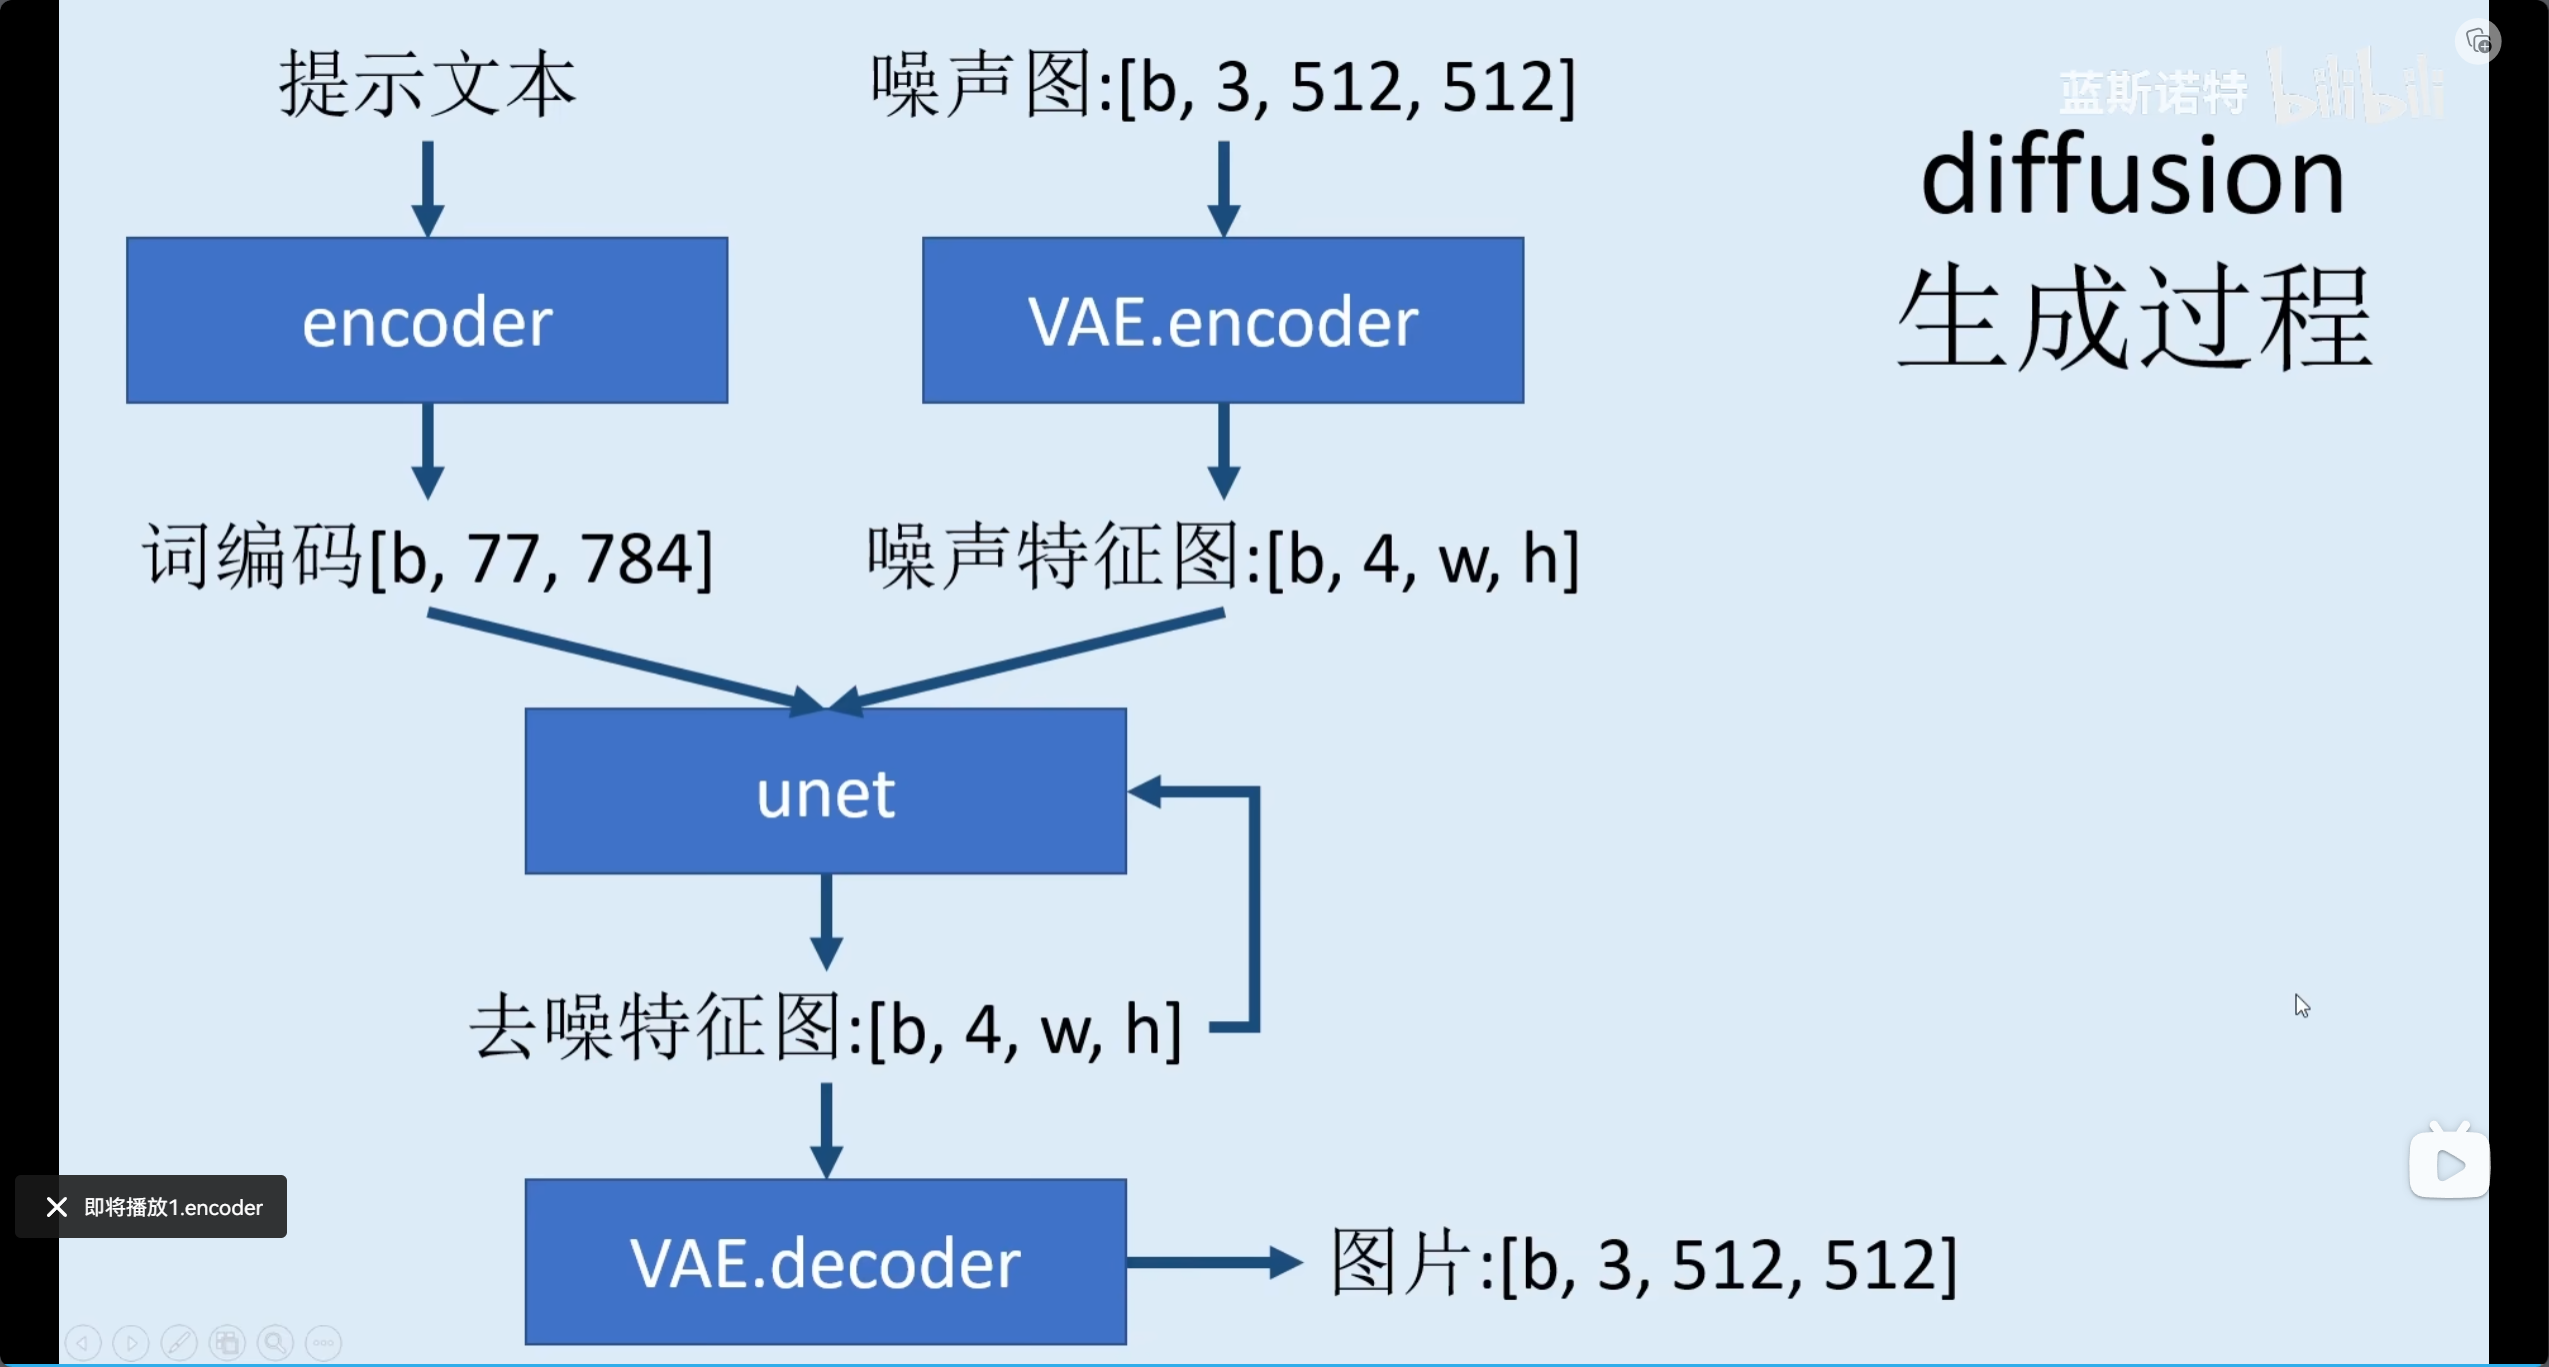 提示文本
噪声图:[b, 3, 512, 512]
蓝斯诺特 bilibili
diffusion
生成过程
encoder
VAE.encoder
词编码[b, 77, 784]
噪声特征图:[b, 4, w, h]
unet
去噪特征图:[b, 4, w, h]
即将播放1.encoder
VAE.decoder
图片:[b, 3, 512, 512]